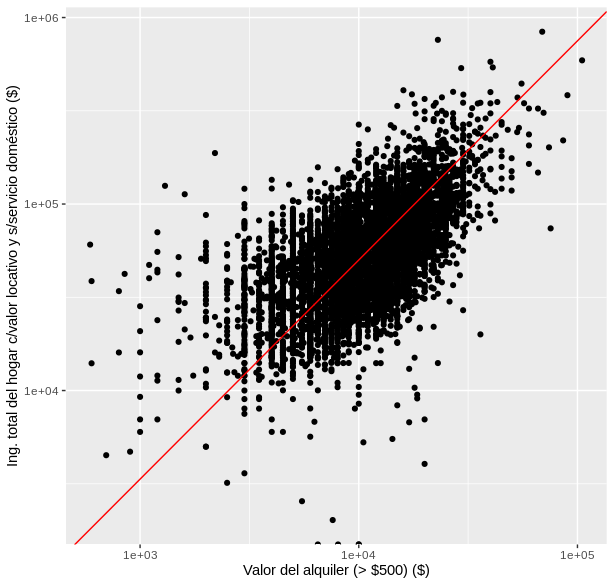 Ing. total del hogar c/valor locativo y s/servicio doméstico ($)
1e+06
1e+05
1e+04
1e+03
1e+04
1e+05
Valor del alquiler (> $500) ($)